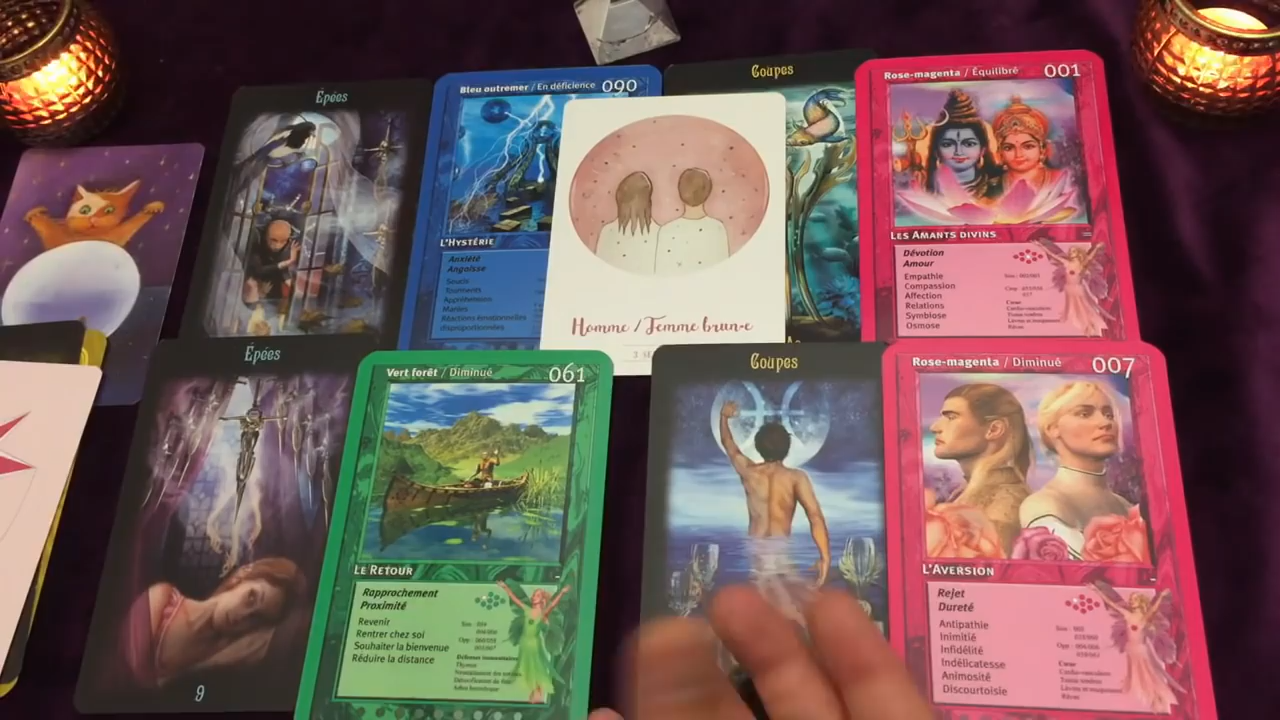 Épées
Bleu outremer / En déficience 090
L'Hystérie
Anxiété
Angoisse
Soucis
Tourments
Appréhensions
Manies
Réactions émotionnelles
disproportionnées
Homme / Femme brun·e
Coupes
Rose-magenta / Équilibré 001
Les Amants divins
Dévotion
Amour
Empathie
Compassion
Affection
Relations
Symbiose
Osmose
Épées
9
Vert forêt / Diminué 061
Le Retour
Rapprochement
Proximité
Revenir
Rentrer chez soi
Souhaiter la bienvenue
Réduire la distance
Coupes
Rose-magenta / Diminué 007
L'Aversion
Rejet
Dureté
Antipathie
Inimitié
Infidélité
Indélicatesse
Animosité
Discourtoisie